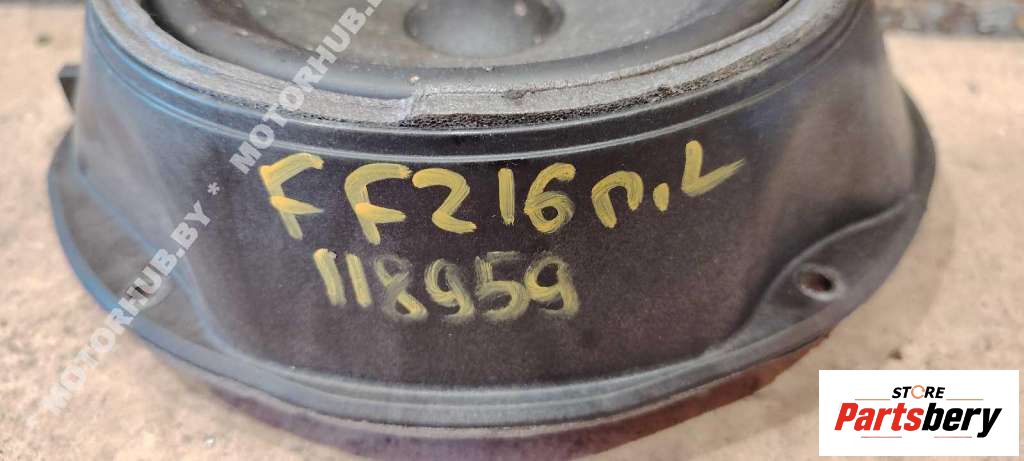 MOTORHUB.BY * MOTORHUB.BY
FF216п.L
118959
STORE
Partsbery